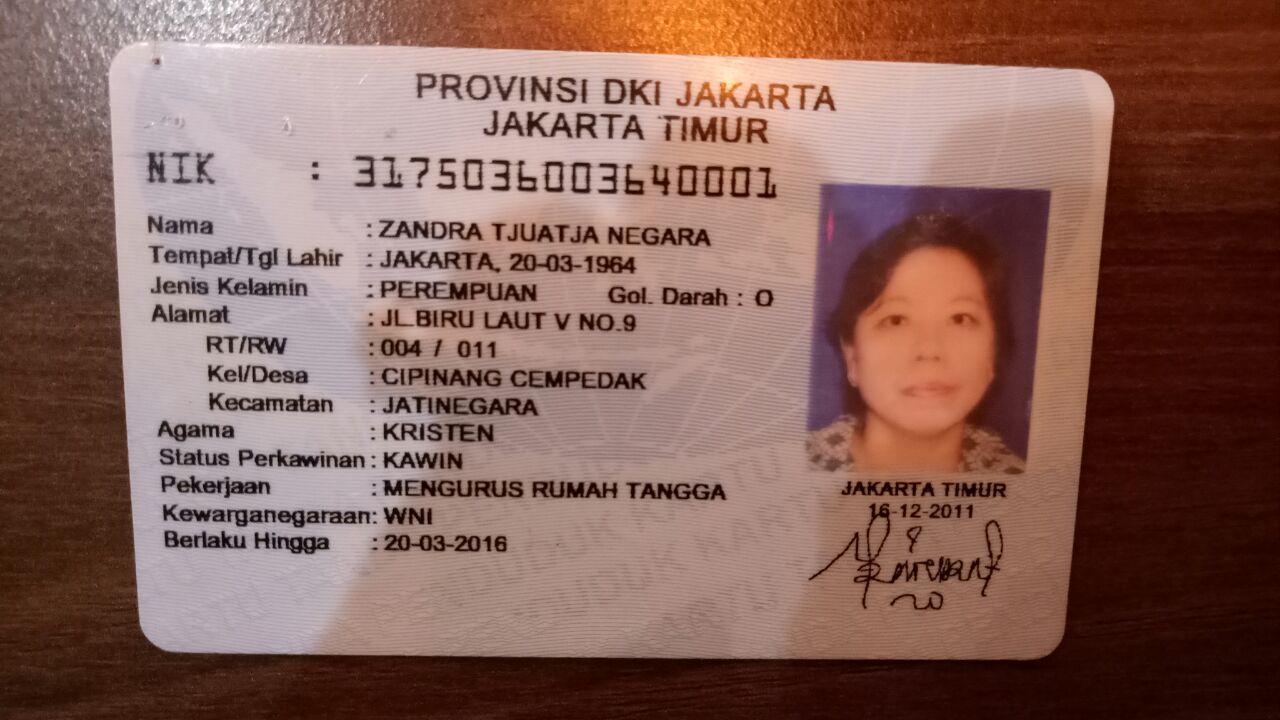 PROVINSI DKI JAKARTA
JAKARTA TIMUR
NIK : 3175036003640001
Nama : ZANDRA TJUATJA NEGARA
Tempat/Tgl Lahir : JAKARTA, 20-03-1964
Jenis Kelamin : PEREMPUAN Gol. Darah : O
Alamat : JL.BIRU LAUT V NO.9
RT/RW : 004 / 011
Kel/Desa : CIPINANG CEMPEDAK
Kecamatan : JATINEGARA
Agama : KRISTEN
Status Perkawinan : KAWIN
Pekerjaan : MENGURUS RUMAH TANGGA
Kewarganegaraan: WNI
Berlaku Hingga : 20-03-2016
JAKARTA TIMUR
16-12-2011